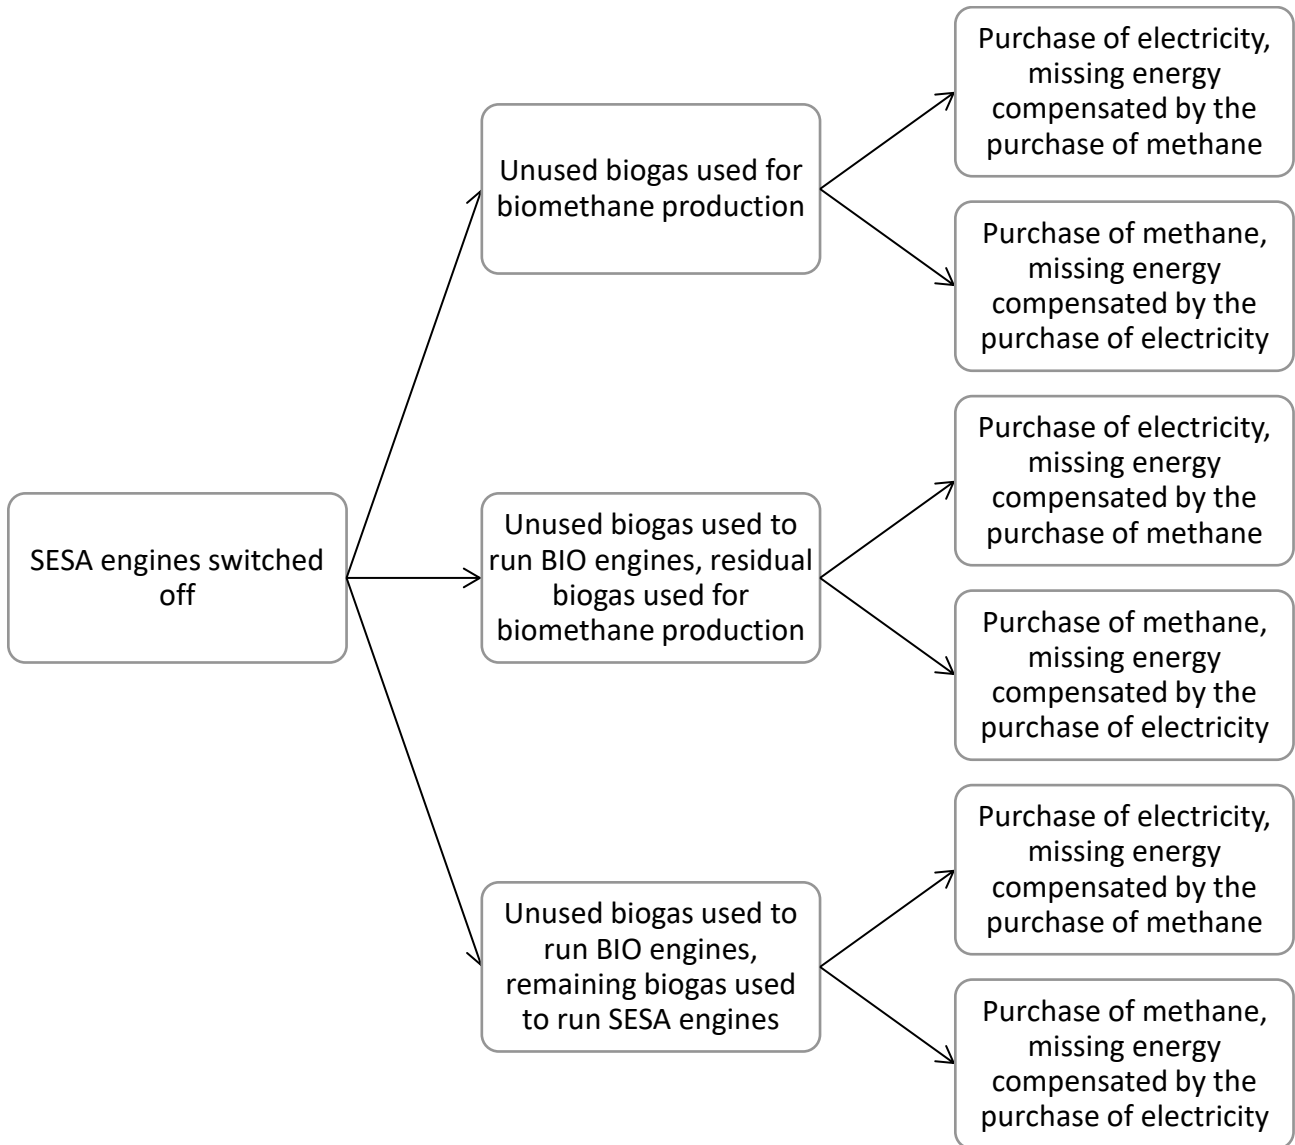 SESA engines switched
off
Unused biogas used for
biomethane production
Purchase of electricity,
missing energy
compensated by the
purchase of methane
Purchase of methane,
missing energy
compensated by the
purchase of electricity
Unused biogas used to
run BIO engines, residual
biogas used for
biomethane production
Purchase of electricity,
missing energy
compensated by the
purchase of methane
Purchase of methane,
missing energy
compensated by the
purchase of electricity
Unused biogas used to
run BIO engines,
remaining biogas used
to run SESA engines
Purchase of electricity,
missing energy
compensated by the
purchase of methane
Purchase of methane,
missing energy
compensated by the
purchase of electricity